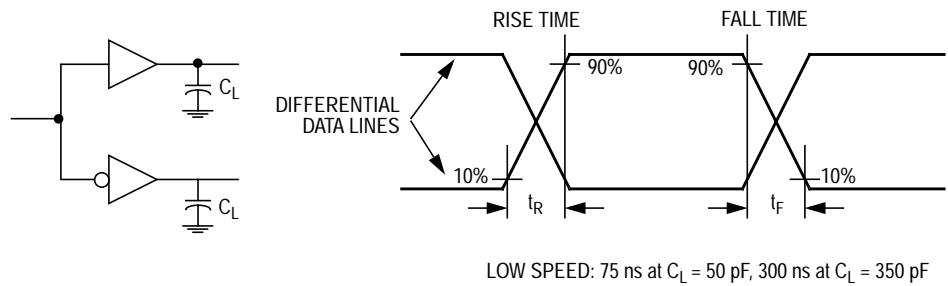 RISE TIME
FALL TIME
90%
90%
C_L
DIFFERENTIAL
DATA LINES
10%
10%
t_R
t_F
C_L
LOW SPEED: 75 ns at C_L = 50 pF, 300 ns at C_L = 350 pF